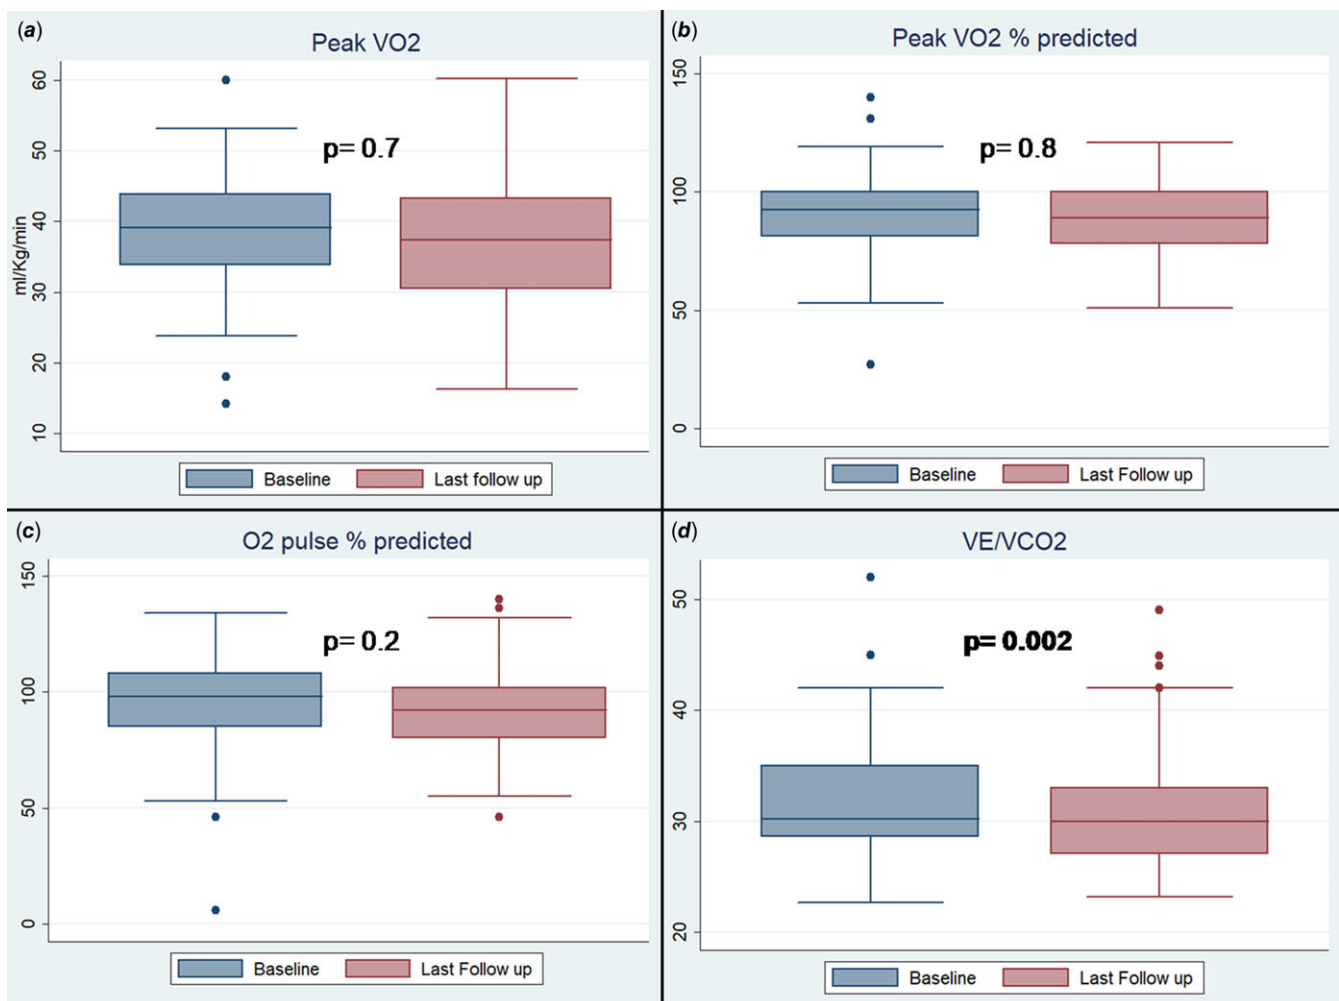 (a)
Peak VO2
60
50
40
30
20
10
ml/Kg/min
p= 0.7
Baseline
Last follow up
(b)
Peak VO2 % predicted
150
100
50
0
p= 0.8
Baseline
Last Follow up
(c)
O2 pulse % predicted
150
100
50
0
p= 0.2
Baseline
Last Follow up
(d)
VE/VCO2
50
40
30
20
p= 0.002
Baseline
Last Follow up